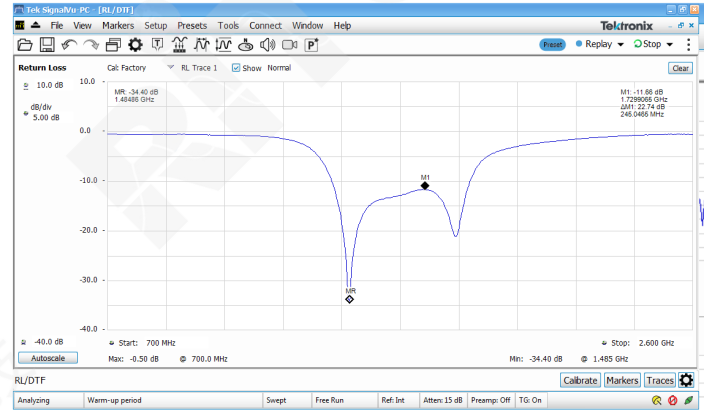 Tek SignalVu-PC - [RL/DTF]
File View Markers Setup Presets Tools Connect Window Help
Tektronix
Preset Replay Stop
Return Loss
Cal: Factory RL Trace 1 Show Normal Clear
10.0 dB
dB/div
5.00 dB
10.0
0.0
-10.0
-20.0
-30.0
-40.0
MR: -34.40 dB
1.48486 GHz
M1: -11.66 dB
1.7299065 GHz
ΔM1: 22.74 dB
245.0465 MHz
M1
MR
-40.0 dB
Autoscale
Start: 700 MHz Stop: 2.600 GHz
Max: -0.50 dB @ 700.0 MHz Min: -34.40 dB @ 1.485 GHz
RL/DTF Calibrate Markers Traces
Analyzing Warm-up period Swept Free Run Ref: Int Atten: 15 dB Preamp: Off TG: On